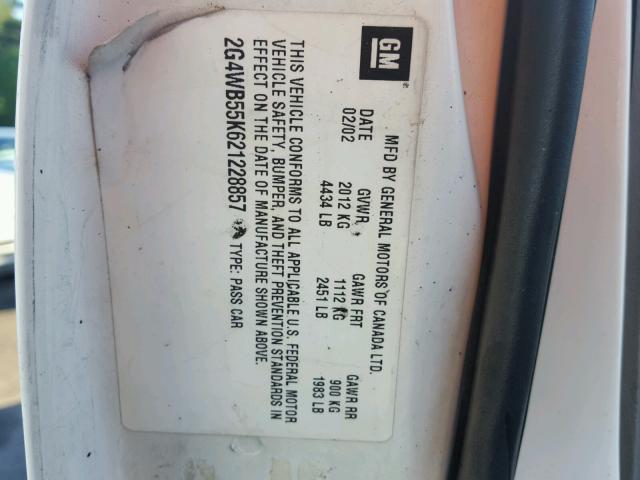 GM
MFD BY GENERAL MOTORS OF CANADA LTD.
DATE GVWR GAWR FRT GAWR RR
02/02 2012 KG 1112 KG 900 KG
4434 LB 2451 LB 1983 LB
THIS VEHICLE CONFORMS TO ALL APPLICABLE U.S. FEDERAL MOTOR
VEHICLE SAFETY, BUMPER, AND THEFT PREVENTION STANDARDS IN
EFFECT ON THE DATE OF MANUFACTURE SHOWN ABOVE.
2G4WB55K621228857 TYPE: PASS CAR